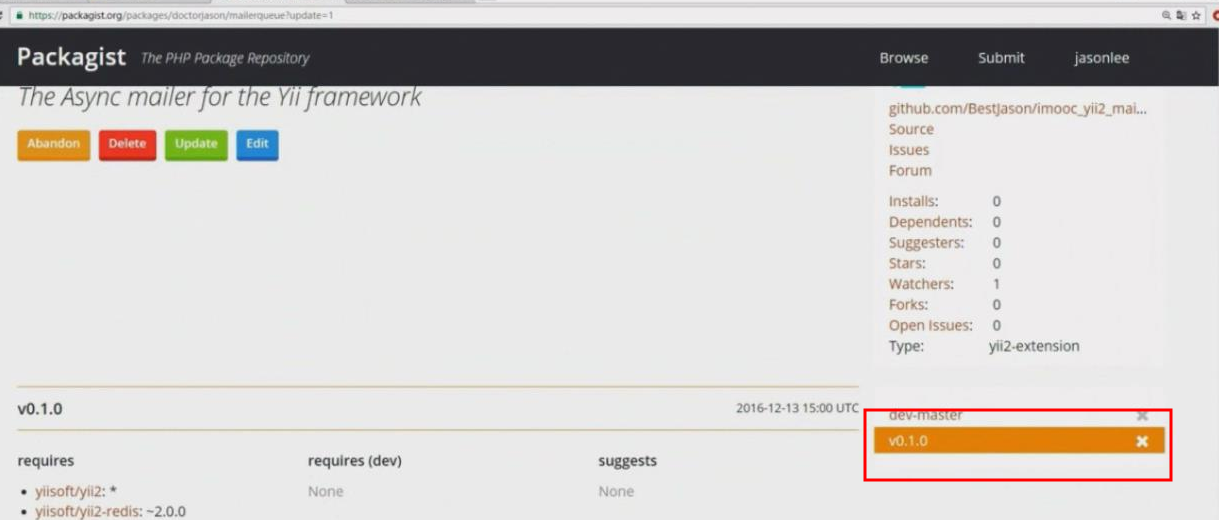 https://packagist.org/packages/doctorjason/mailerqueue?update=1
Packagist The PHP Package Repository
Browse Submit jasonlee
The Async mailer for the Yii framework
Abandon Delete Update Edit
github.com/BestJason/imooc_yii2_mai...
Source
Issues
Forum
Installs: 0
Dependents: 0
Suggesters: 0
Stars: 0
Watchers: 1
Forks: 0
Open Issues: 0
Type: yii2-extension
v0.1.0 2016-12-13 15:00 UTC
dev-master
v0.1.0
requires requires (dev) suggests
• yiisoft/yii2: * None None
• yiisoft/yii2-redis: ~2.0.0